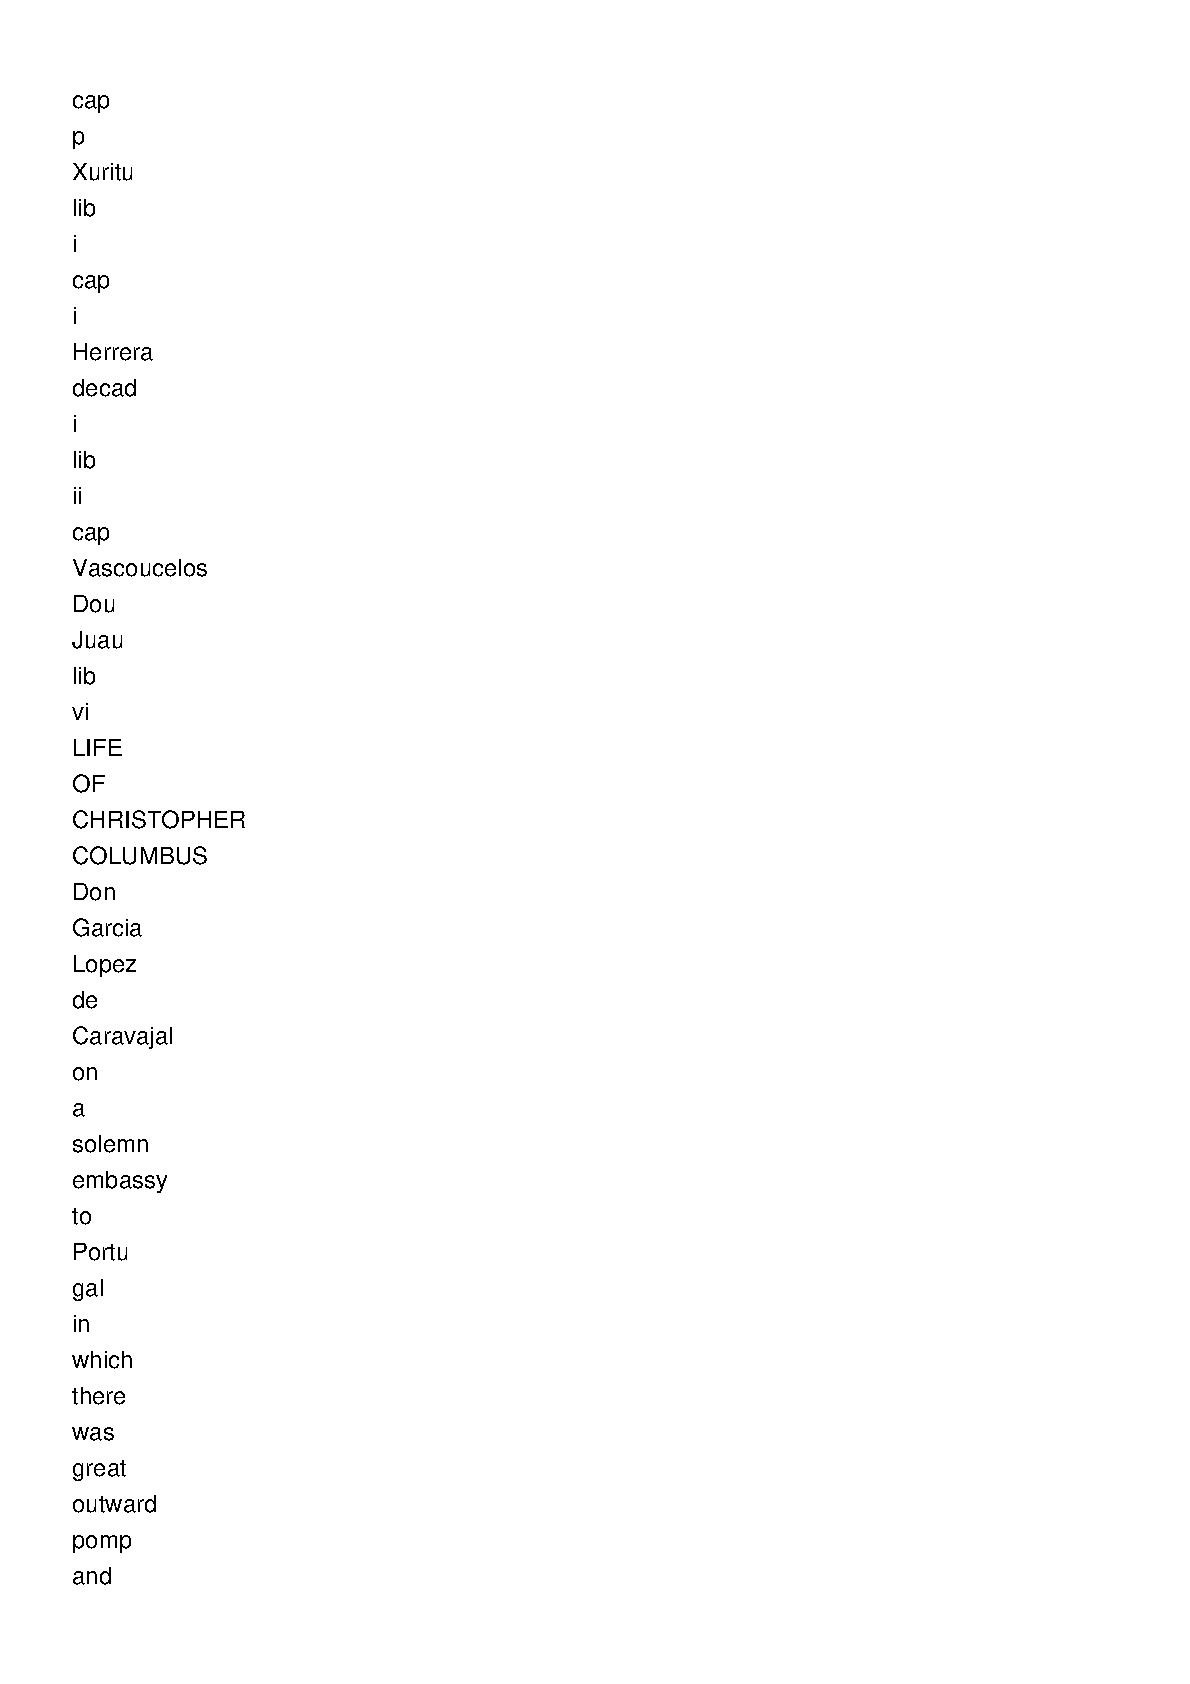 cap
p
Xuritu
lib
i
cap
i
Herrera
decad
i
lib
ii
cap
Vascoucelos
Dou
Juau
lib
vi
LIFE
OF
CHRISTOPHER
COLUMBUS
Don
Garcia
Lopez
de
Caravajal
on
a
solemn
embassy
to
Portu
gal
in
which
there
was
great
outward
pomp
and